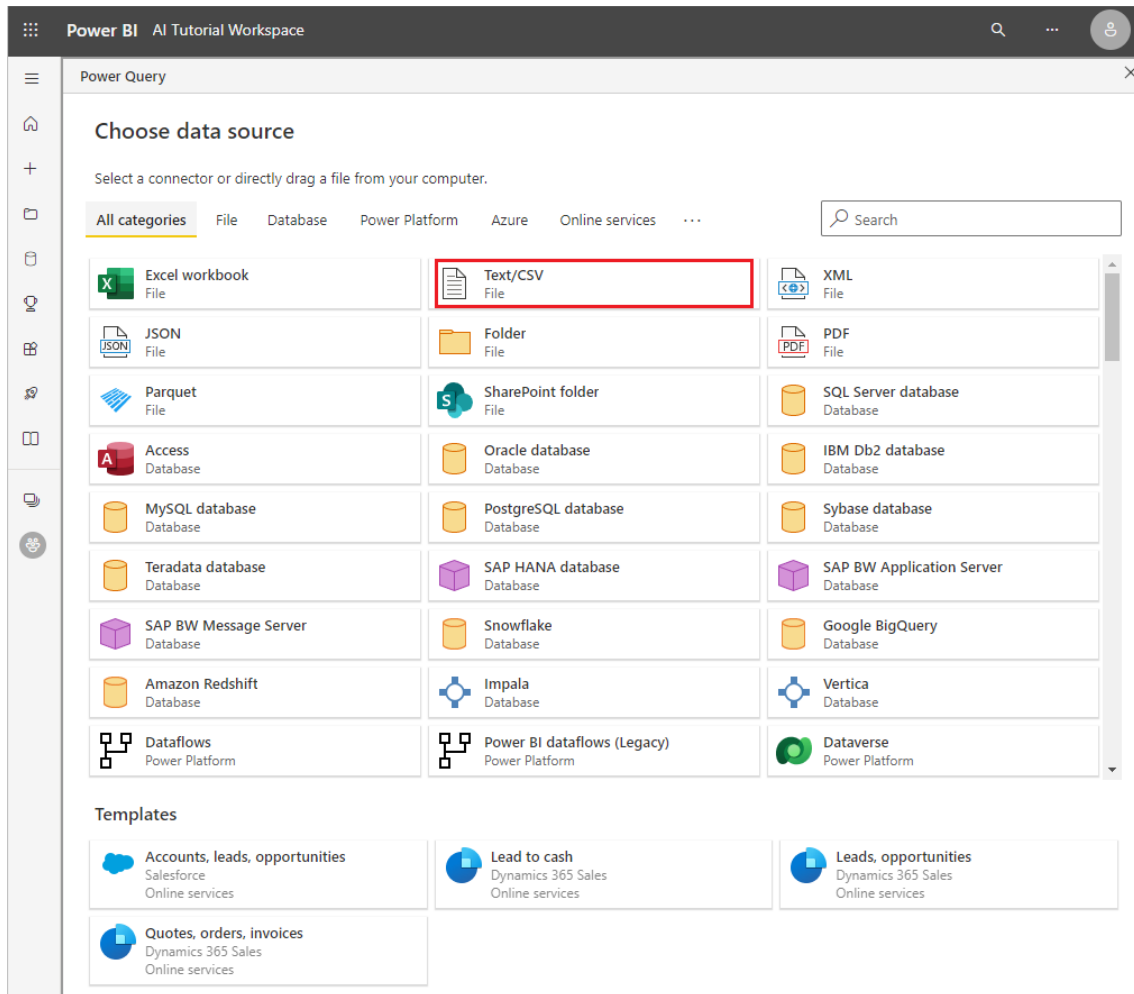 Power BI AI Tutorial Workspace
Power Query
Choose data source
Select a connector or directly drag a file from your computer.
All categories File Database Power Platform Azure Online services ... Search
Excel workbook
File
Text/CSV
File
XML
File
JSON
JSON
File
Folder
File
PDF
PDF
File
Parquet
File
S
SharePoint folder
File
SQL Server database
Database
A
Access
Database
Oracle database
Database
IBM Db2 database
Database
MySQL database
Database
PostgreSQL database
Database
Sybase database
Database
Teradata database
Database
SAP HANA database
Database
SAP BW Application Server
Database
SAP BW Message Server
Database
Snowflake
Database
Google BigQuery
Database
Amazon Redshift
Database
Impala
Database
Vertica
Database
Dataflows
Power Platform
Power BI dataflows (Legacy)
Power Platform
Dataverse
Power Platform
Templates
Accounts, leads, opportunities
Salesforce
Online services
Lead to cash
Dynamics 365 Sales
Online services
Leads, opportunities
Dynamics 365 Sales
Online services
Quotes, orders, invoices
Dynamics 365 Sales
Online services